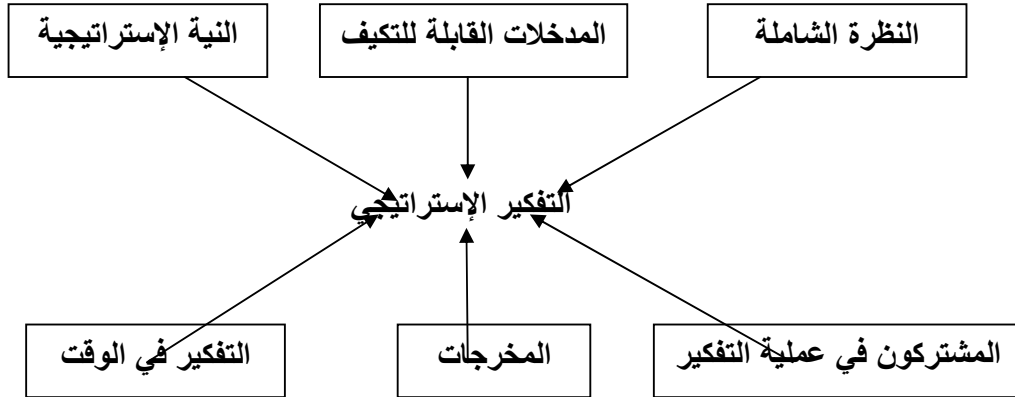 النظرة الشاملة
المدخلات القابلة للتكيف
النية الإستراتيجية
التفكير الإستراتيجي
المشتركون في عملية التفكير
المخرجات
التفكير في الوقت